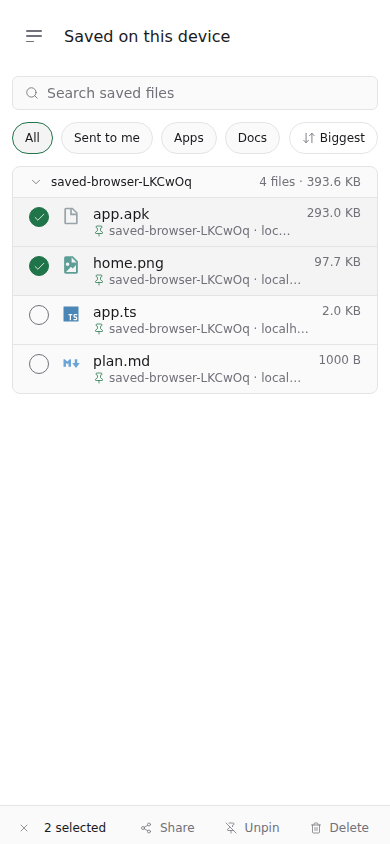 Saved on this device
Search saved files
All
Sent to me
Apps
Docs
Biggest
saved-browser-LKCwOq
4 files · 393.6 KB
app.apk
293.0 KB
saved-browser-LKCwOq · loc…
home.png
97.7 KB
saved-browser-LKCwOq · local…
TS
app.ts
2.0 KB
saved-browser-LKCwOq · localh…
M
plan.md
1000 B
saved-browser-LKCwOq · local…
2 selected
Share
Unpin
Delete